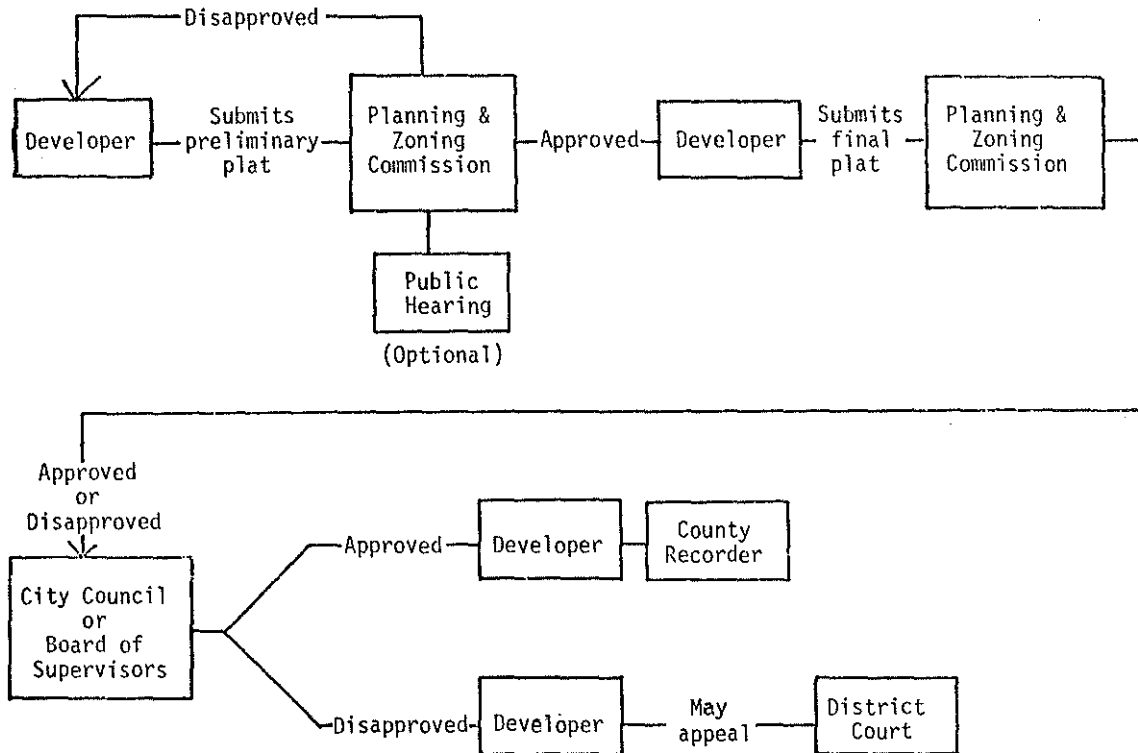 Disapproved
Developer
Submits
preliminary
plat
Planning &
Zoning
Commission
Approved
Developer
Submits
final
plat
Planning &
Zoning
Commission
Public
Hearing
(Optional)
Approved
or
Disapproved
City Council
or
Board of
Supervisors
Approved
Developer
County
Recorder
Disapproved
Developer
May
appeal
District
Court